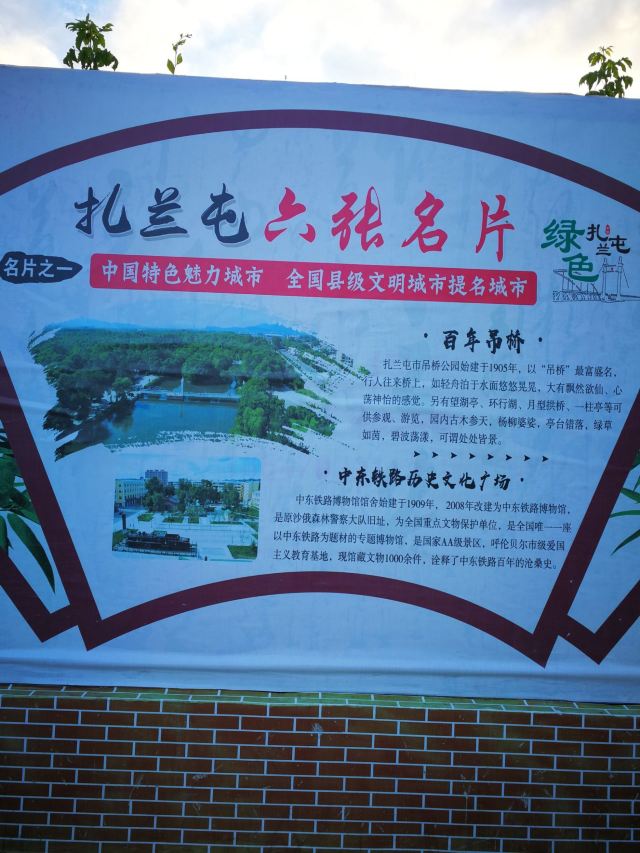 扎兰屯六张名片
绿色
扎兰屯
名片之一
中国特色魅力城市 全国县级文明城市提名城市
·百年吊桥·
扎兰屯市吊桥公园始建于1905年，以“吊桥”最富盛名，
行人往来桥上，如轻舟泊于水面悠悠晃晃，大有飘然欲仙、心
荡神怡的感觉。另有望湖亭、环行湖、月型拱桥、一柱亭等可
供参观、游览，园内古木参天，杨柳婆娑，亭台错落，绿草
如茵，碧波荡漾，可谓处处皆景。
·中东铁路历史文化广场·
中东铁路博物馆馆舍始建于1909年， 2008年改建为中东铁路博物馆，
是原沙俄森林警察大队旧址，为全国重点文物保护单位，是全国唯一一座
以中东铁路为题材的专题博物馆，是国家AA级景区，呼伦贝尔市级爱国
主义教育基地，现馆藏文物1000余件，诠释了中东铁路百年的沧桑史。